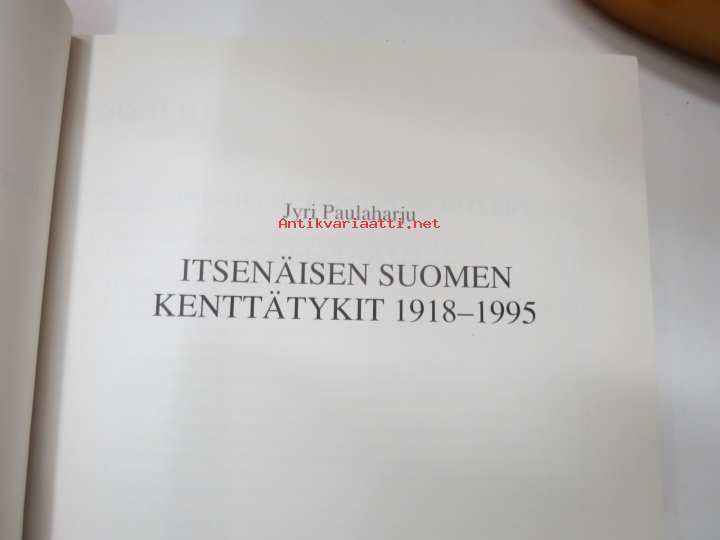 Jyri Paulaharju
Antikvariaatti.net
ITSENÄISEN SUOMEN
KENTTÄTYKIT 1918–1995